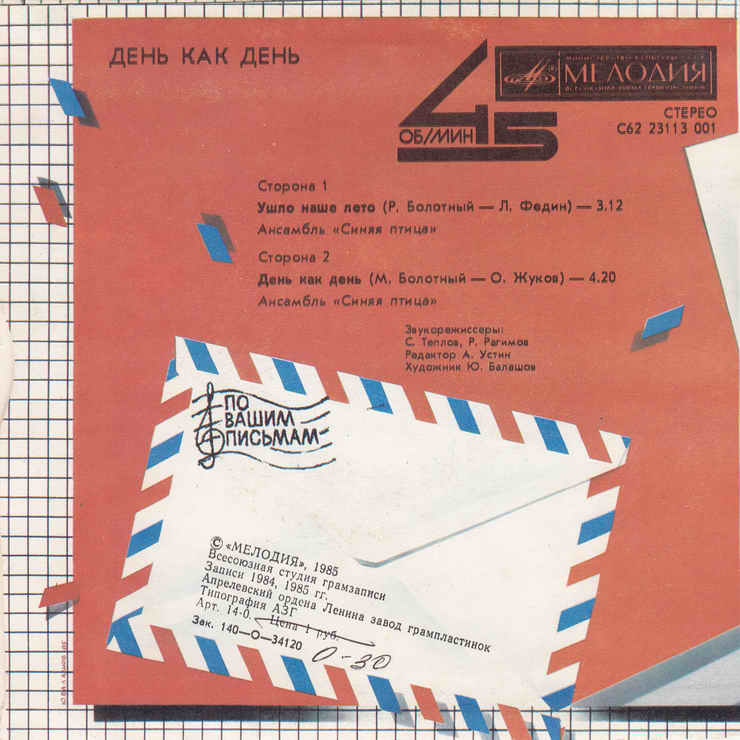 ДЕНЬ КАК ДЕНЬ
45
ОБ/МИН
МЕЛОДИЯ
СТЕРЕО
С62 23113 001
Сторона 1
Ушло наше лето (Р. Болотный — Л. Федин) — 3.12
Ансамбль «Синяя птица»
Сторона 2
День как день (М. Болотный — О. Жуков) — 4.20
Ансамбль «Синяя птица»
Звукорежиссеры:
С. Теплов, Р. Рагимов
Редактор А. Устин
Художник Ю. Балашов
ПО
ВАШИМ
ПИСЬМАМ
© «МЕЛОДИЯ», 1985
Всесоюзная студия грамзаписи
Записи 1984, 1985 гг.
Апрелевский ордена Ленина завод грампластинок
Типография АЗГ
Арт. 14-0. Цена 1 руб.
Зак. 140—О—34120
0-30